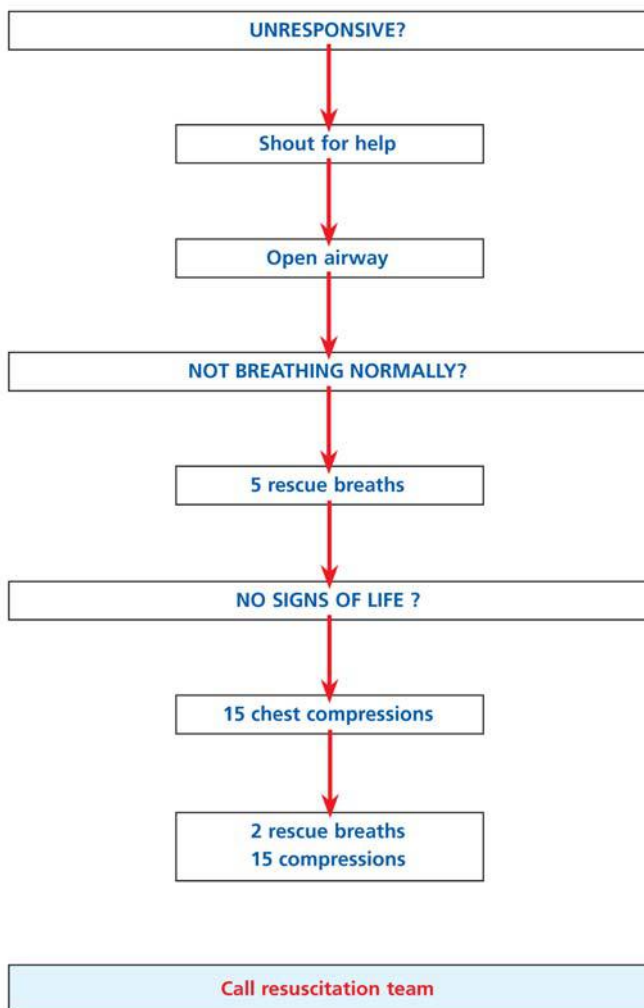 UNRESPONSIVE?
Shout for help
Open airway
NOT BREATHING NORMALLY?
5 rescue breaths
NO SIGNS OF LIFE ?
15 chest compressions
2 rescue breaths
15 compressions
Call resuscitation team